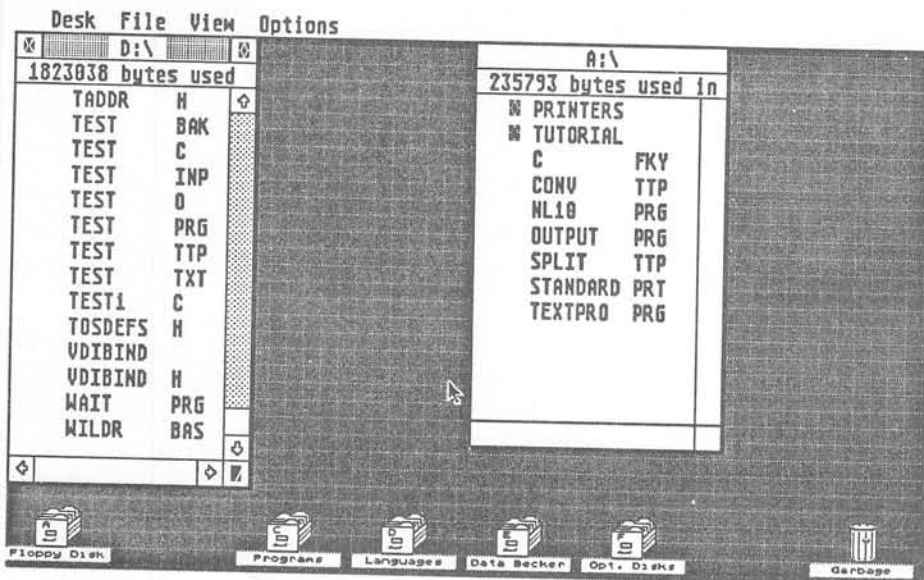 Desk File View Options
D:\
1823038 bytes used
TADDR H
TEST BAK
TEST C
TEST INP
TEST O
TEST PRG
TEST TTP
TEST TXT
TEST1 C
TOSDEFS H
VDIBIND
VDIBIND H
WAIT PRG
WILDR BAS
A:\
235793 bytes used in
PRINTERS
TUTORIAL
C FKY
CONV TTP
NL10 PRG
OUTPUT PRG
SPLIT TTP
STANDARD PRT
TEXTPRO PRG
A
Floppy Disk
C
Programs
D
Languages
E
Data Becker
F
Opt. Disks
Garbage